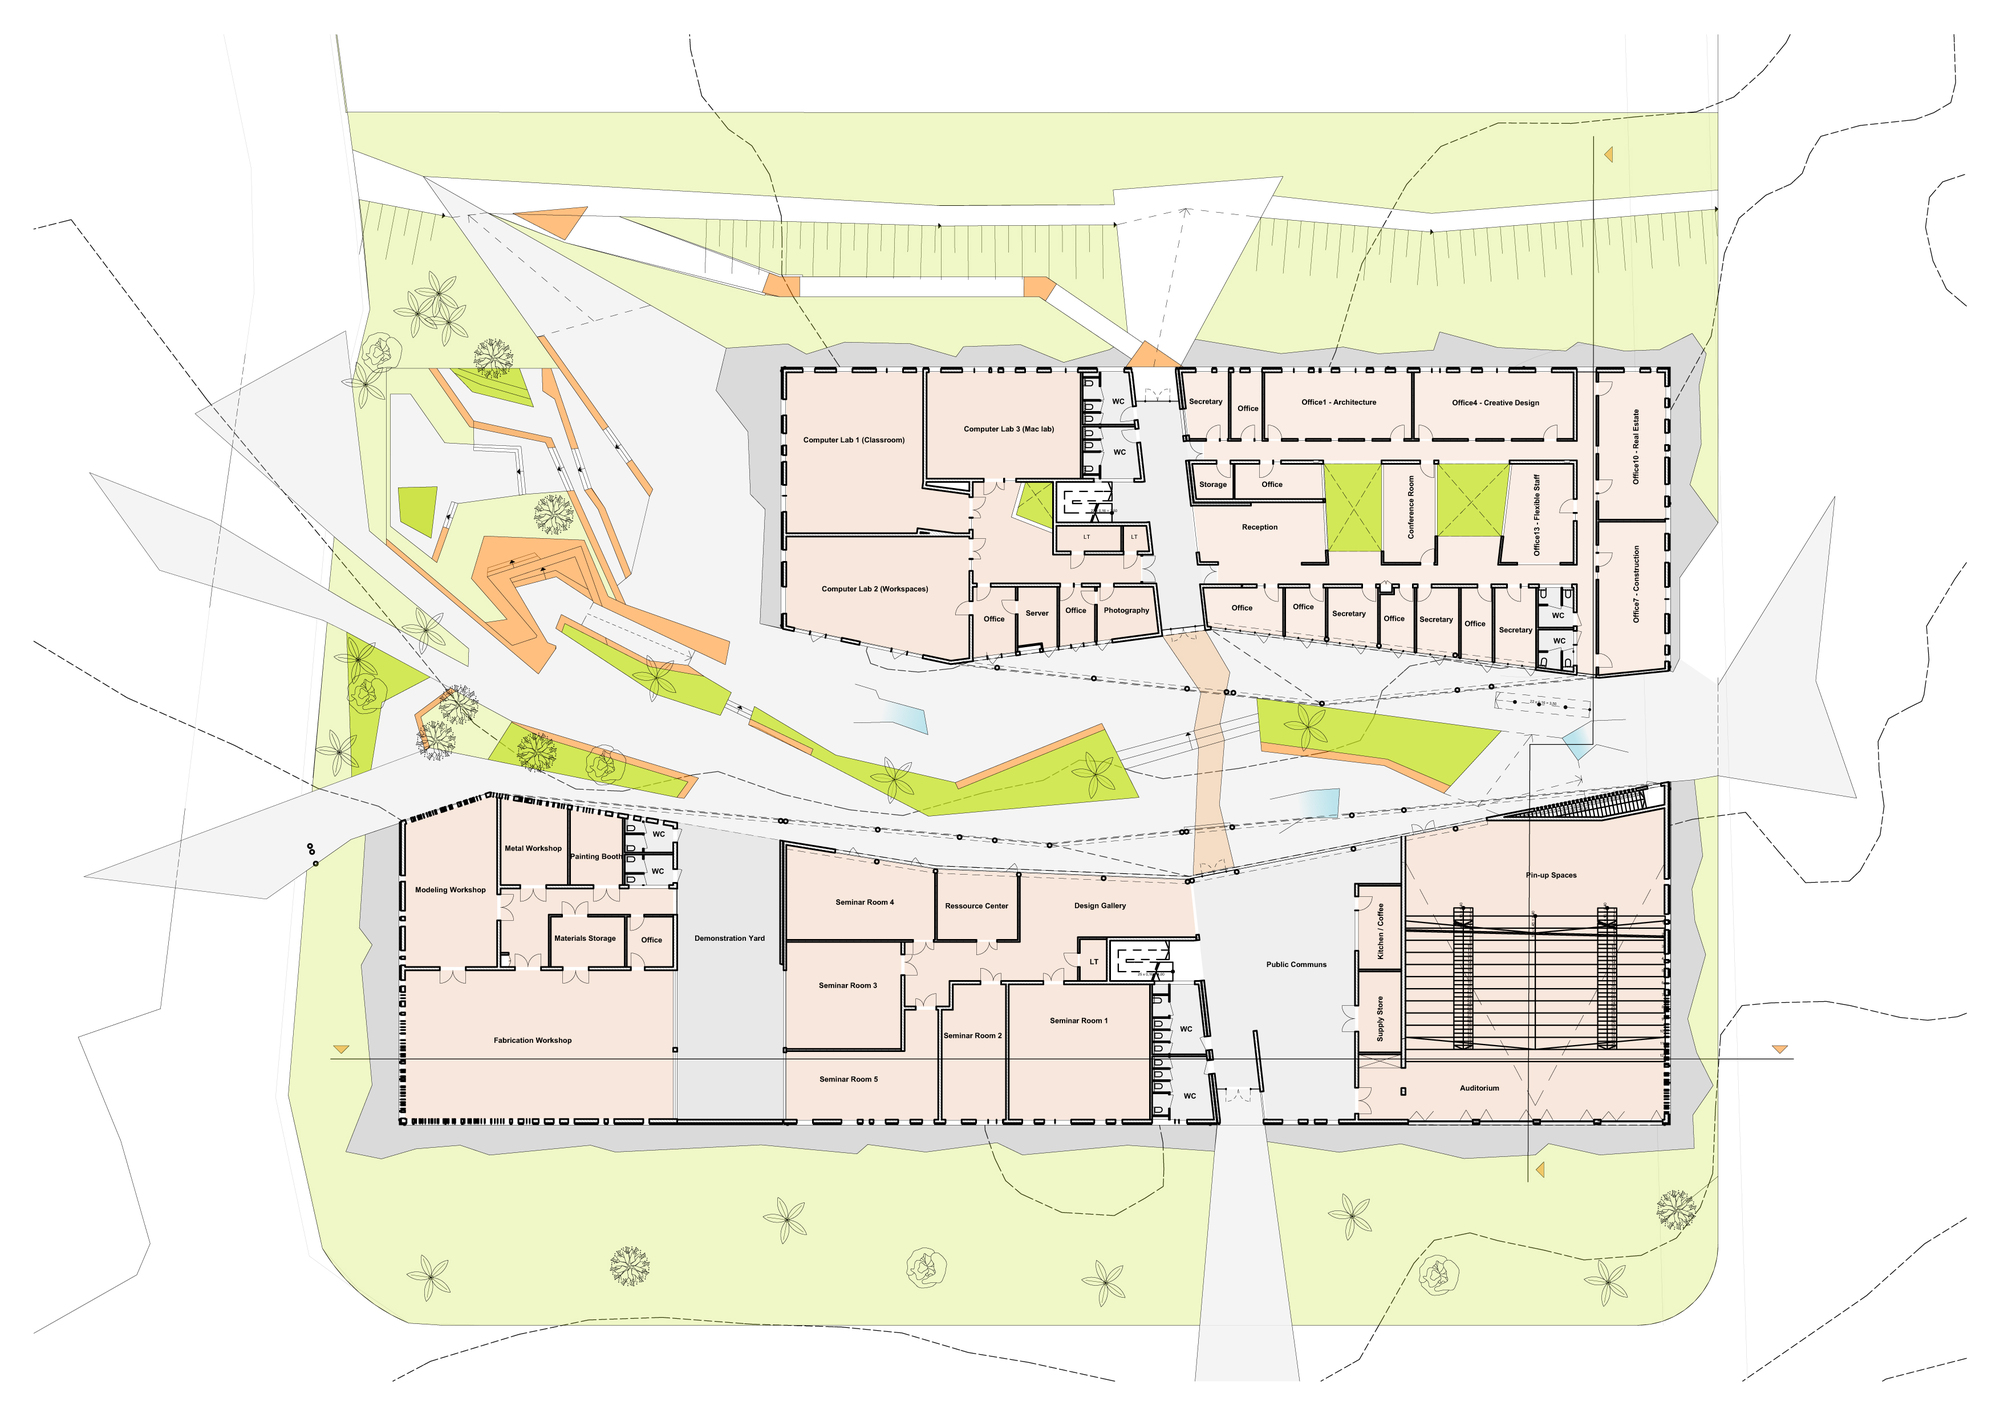 WC
Secretary
Office
Office1 - Architecture
Office4 - Creative Design
Computer Lab 1 (Classroom)
Computer Lab 3 (Mac lab)
WC
Office10 - Real Estate
Storage
Office
Conference Room
Office13 - Flexible Staff
Reception
LT
LT
Computer Lab 2 (Workspaces)
Office7 - Construction
Office
Server
Office
Photography
Office
Office
Secretary
Office
Secretary
Office
Secretary
WC
WC
Metal Workshop
Painting Booth
WC
WC
Modeling Workshop
Pin-up Spaces
Seminar Room 4
Ressource Center
Design Gallery
Kitchen / Coffee
Materials Storage
Office
Demonstration Yard
LT
Public Communs
Seminar Room 3
Supply Store
Seminar Room 1
Seminar Room 2
WC
Fabrication Workshop
Seminar Room 5
Auditorium
WC